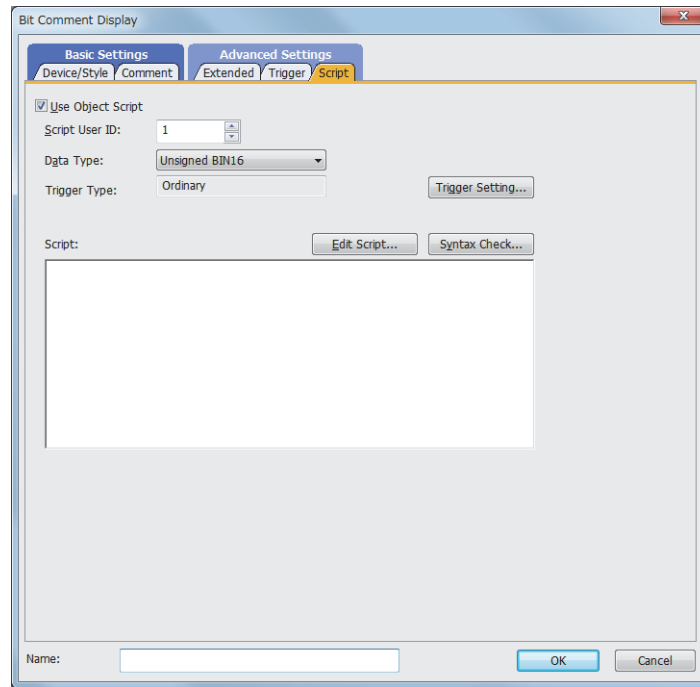 Bit Comment Display
Basic Settings Advanced Settings
Device/Style Comment Extended Trigger Script
Use Object Script
Script User ID: 1
Data Type: Unsigned BIN16
Trigger Type: Ordinary Trigger Setting...
Script: Edit Script... Syntax Check...
Name: OK Cancel